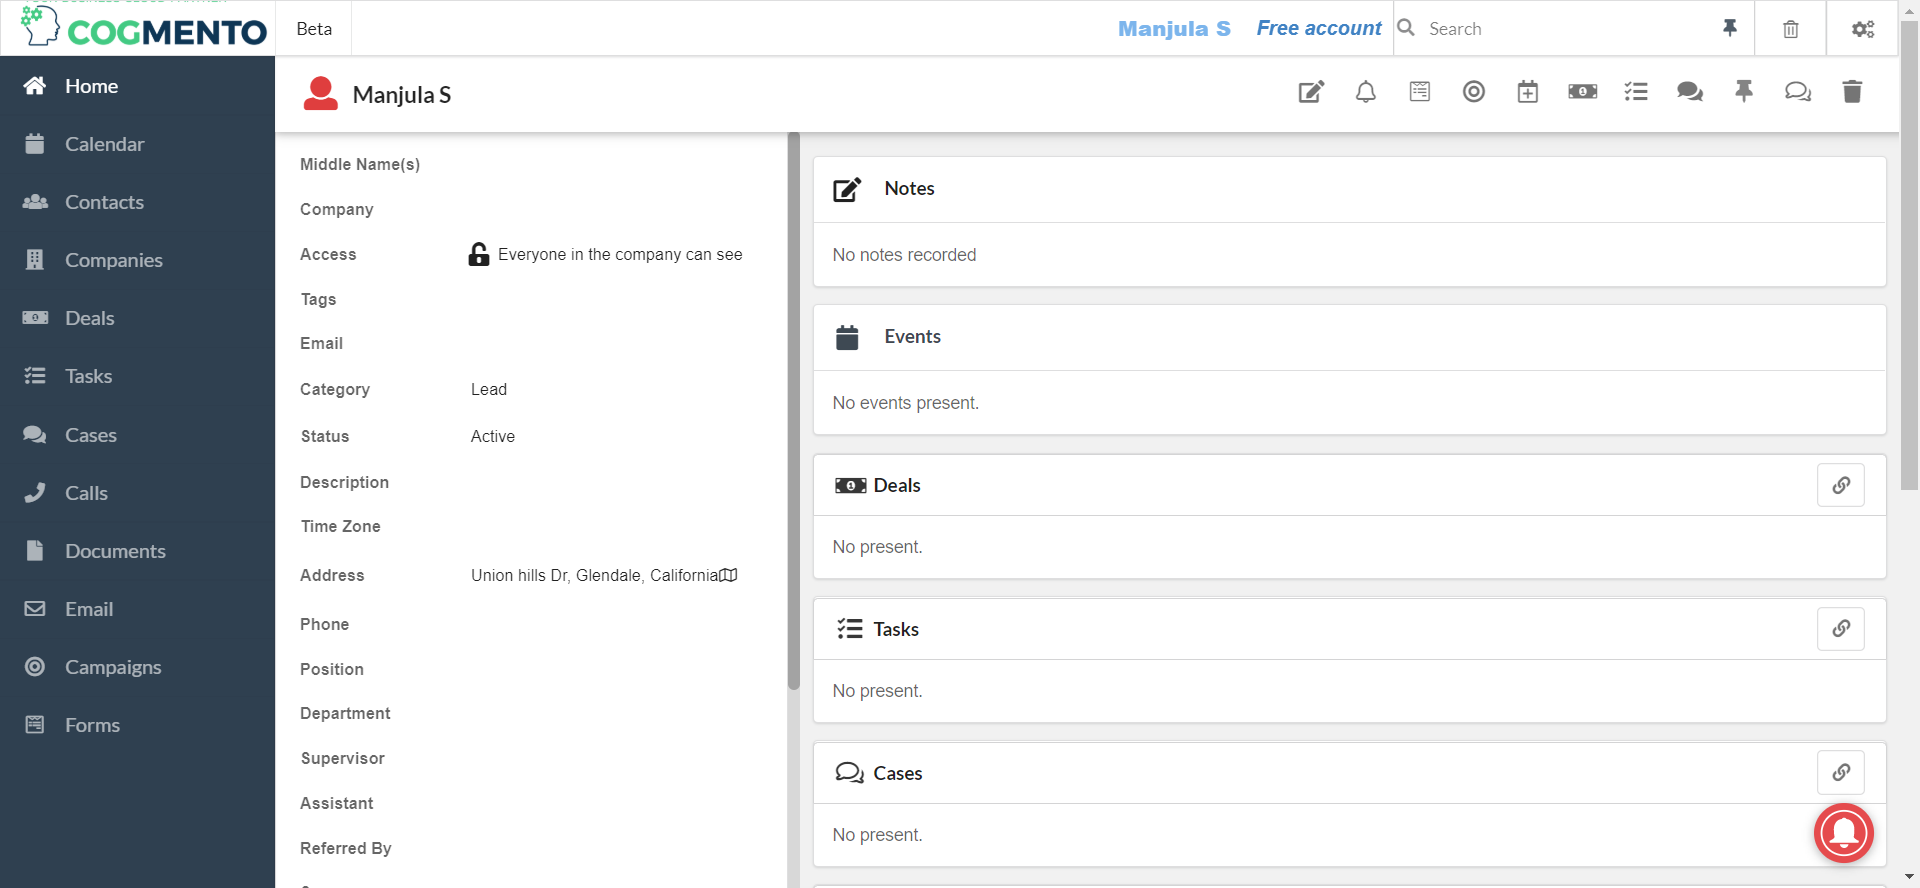 COGMENTO
Beta
Manjula S
Free account
Search
Home
Calendar
Contacts
Companies
Deals
Tasks
Cases
Calls
Documents
Email
Campaigns
Forms
Manjula S
Middle Name(s)
Company
Access Everyone in the company can see
Tags
Email
Category Lead
Status Active
Description
Time Zone
Address Union hills Dr, Glendale, California
Phone
Position
Department
Supervisor
Assistant
Referred By
Notes
No notes recorded
Events
No events present.
Deals
No present.
Tasks
No present.
Cases
No present.